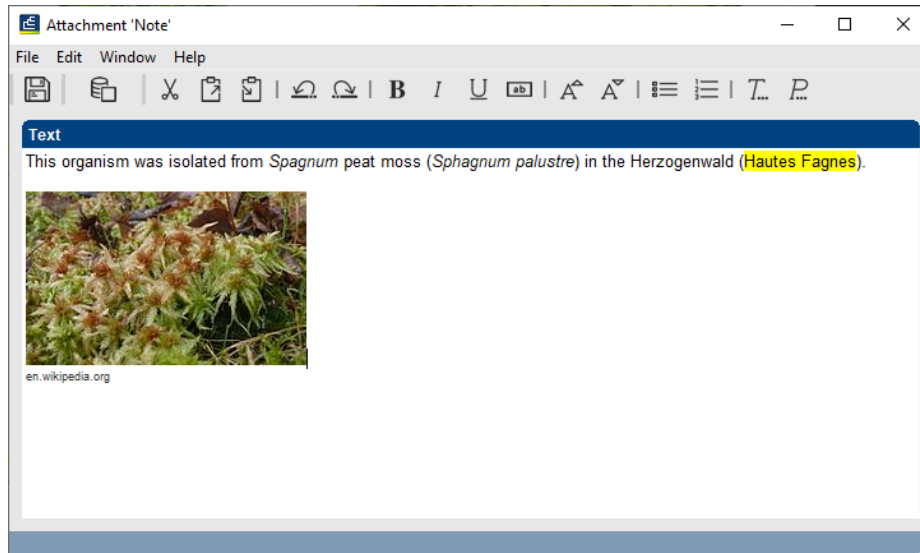 Attachment 'Note'
File Edit Window Help
B I U ab A A T... P...
Text
This organism was isolated from Spagnum peat moss (Sphagnum palustre) in the Herzogenwald (Hautes Fagnes).
en.wikipedia.org